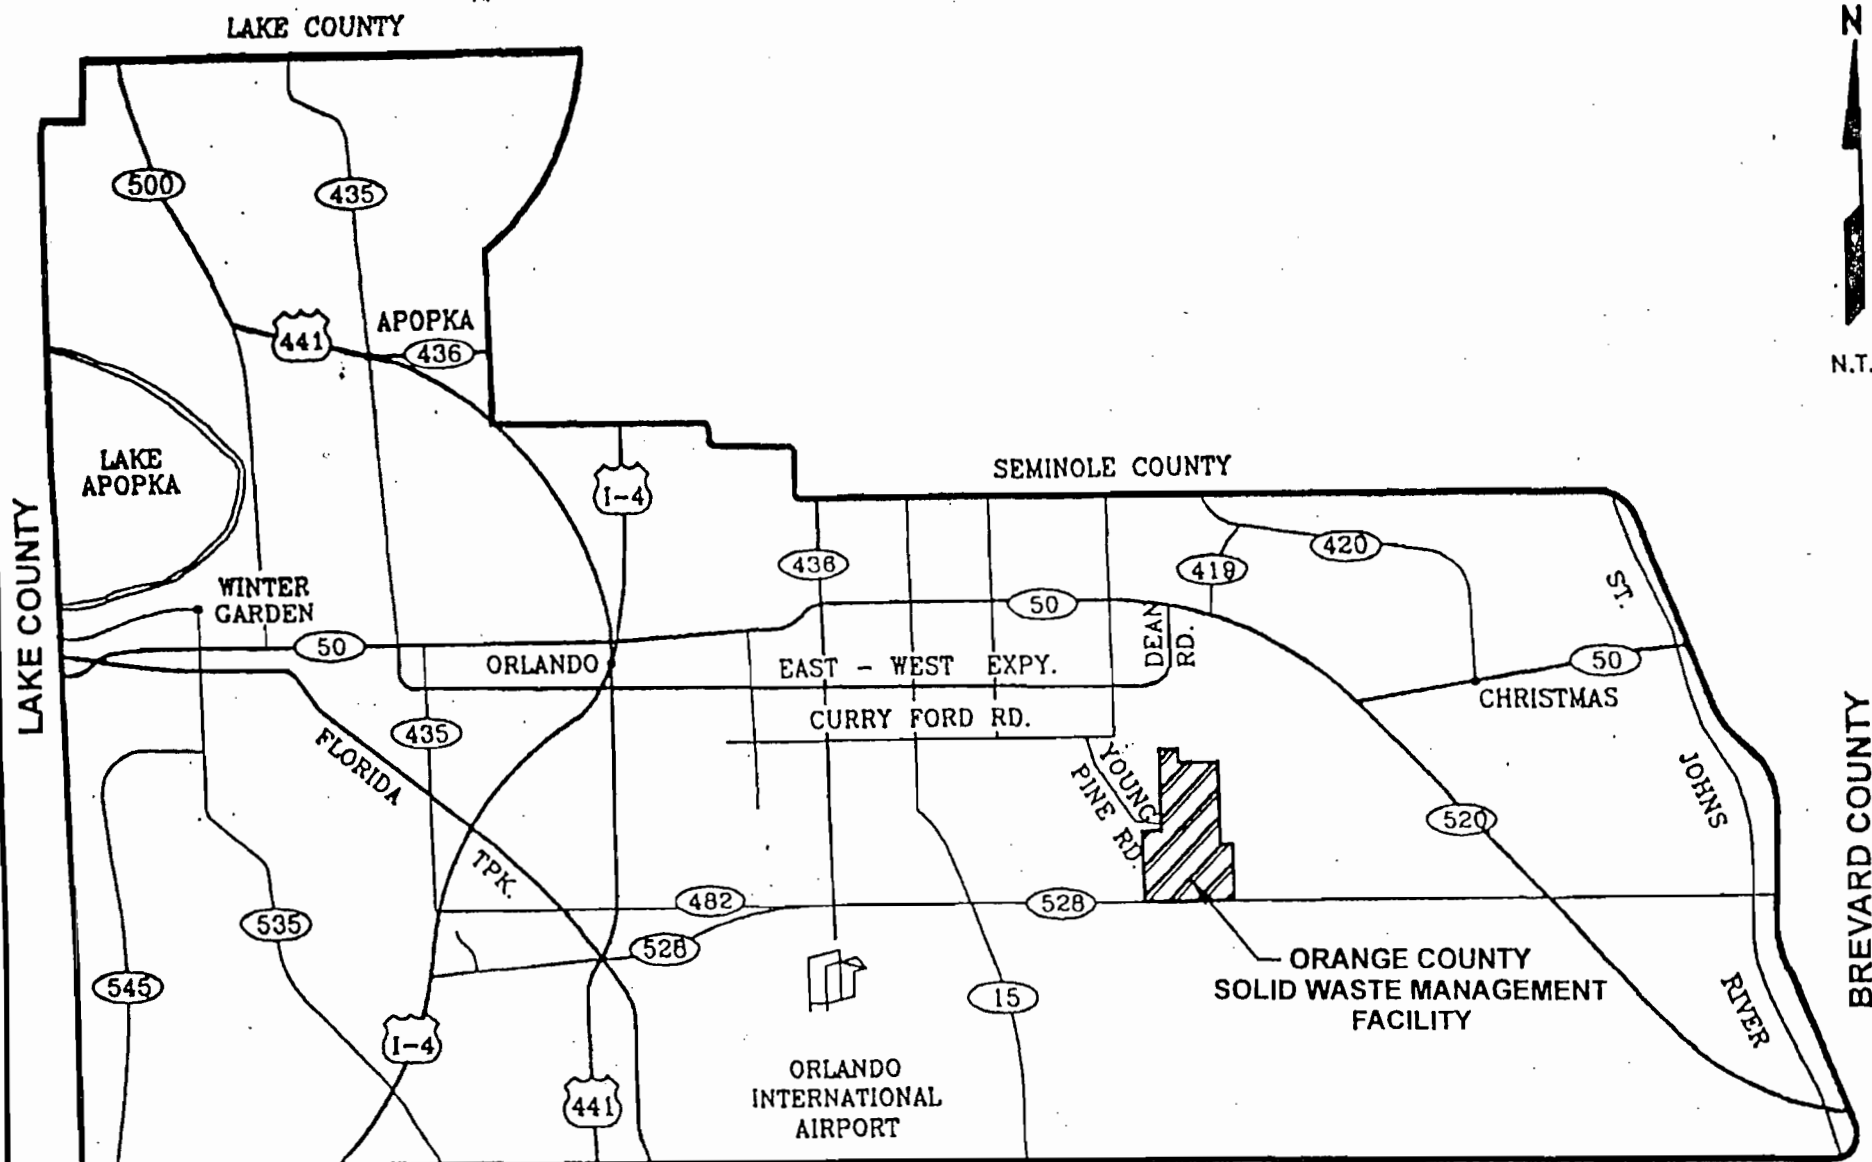 LAKE COUNTY
N
500
435
441
APOPKA
436
N.T.
LAKE
APOPKA
I-4
SEMINOLE COUNTY
LAKE COUNTY
WINTER
GARDEN
436
419
420
ST.
50
50
DEAN
RD.
ORLANDO
EAST - WEST EXPY.
50
CHRISTMAS
CURRY FORD RD.
435
FLORIDA
TPK.
YOUNG
PINE RD.
JOHNS
BREVARD COUNTY
520
482
528
535
528
545
15
ORANGE COUNTY
SOLID WASTE MANAGEMENT
FACILITY
RIVER
I-4
441
ORLANDO
INTERNATIONAL
AIRPORT